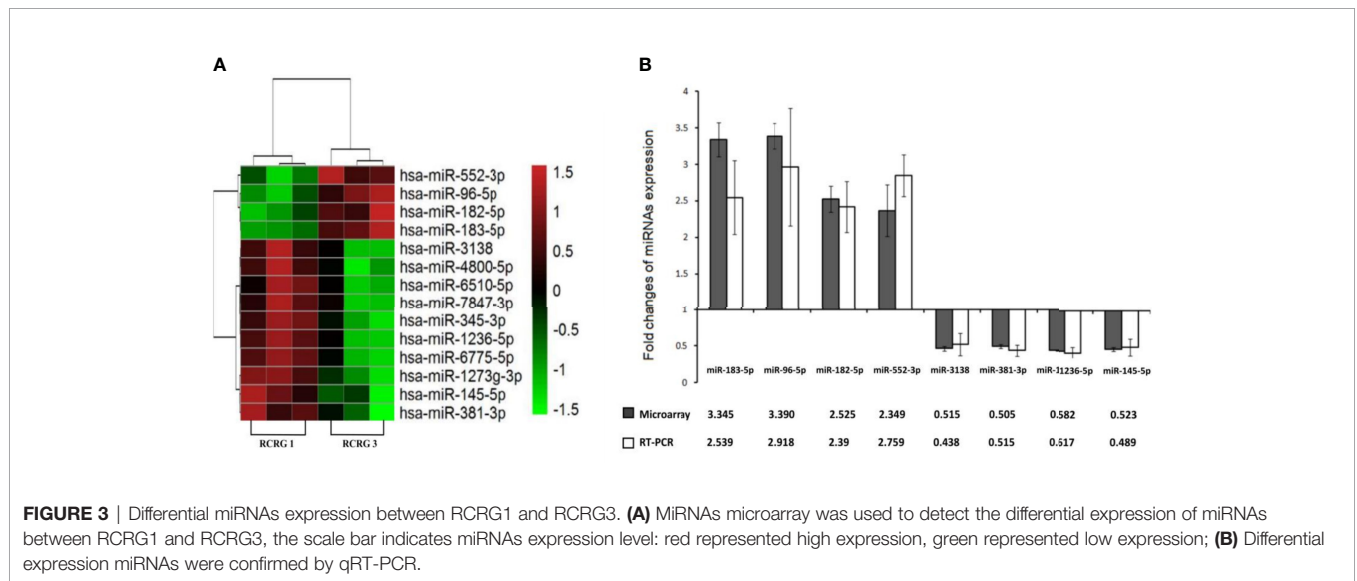 A
hsa-miR-552-3p
hsa-miR-96-5p
hsa-miR-182-5p
hsa-miR-183-5p
hsa-miR-3138
hsa-miR-4800-5p
hsa-miR-6510-5p
hsa-miR-7847-3p
hsa-miR-345-3p
hsa-miR-1236-5p
hsa-miR-6775-5p
hsa-miR-1273g-3p
hsa-miR-145-5p
hsa-miR-381-3p
1.5
1
0.5
0
-0.5
-1
-1.5
RCRG 1 RCRG 3
B
Fold changes of miRNAs expression
4
3.5
3
2.5
2
1.5
1
0.5
0
miR-183-5p miR-96-5p miR-182-5p miR-552-3p miR-3138 miR-381-3p miR-11236-5p miR-145-5p
Microarray 3.345 3.390 2.525 2.349 0.515 0.505 0.582 0.523
RT-PCR 2.539 2.918 2.39 2.759 0.438 0.515 0.617 0.489
FIGURE 3 | Differential miRNAs expression between RCRG1 and RCRG3. (A) MiRNAs microarray was used to detect the differential expression of miRNAs
between RCRG1 and RCRG3, the scale bar indicates miRNAs expression level: red represented high expression, green represented low expression; (B) Differential
expression miRNAs were confirmed by qRT-PCR.